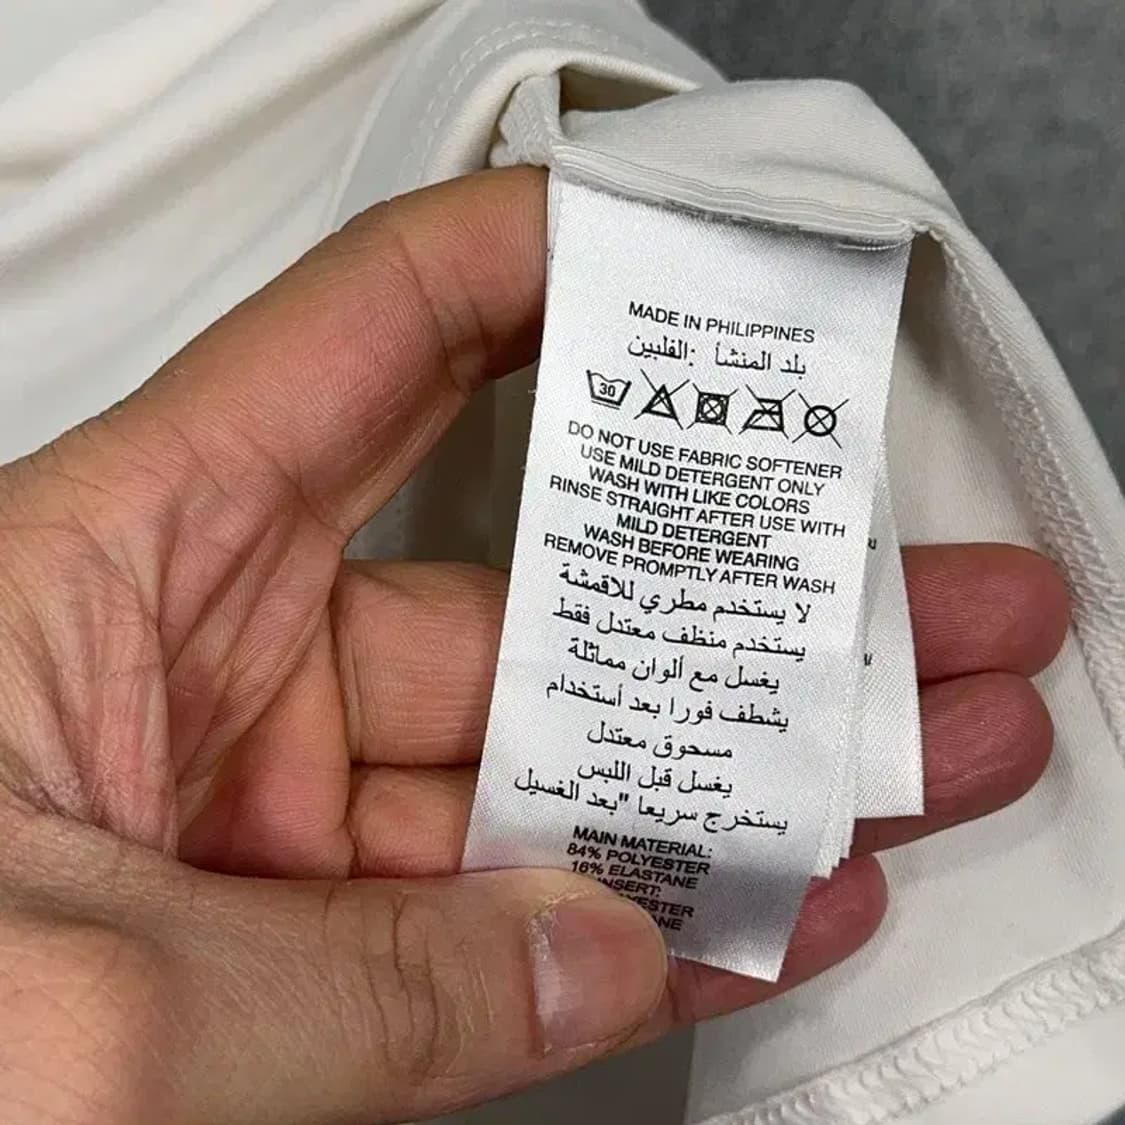 MADE IN PHILIPPINES
بلد المنشأ :الفلبين
30
DO NOT USE FABRIC SOFTENER
USE MILD DETERGENT ONLY
WASH WITH LIKE COLORS
RINSE STRAIGHT AFTER USE WITH
MILD DETERGENT
WASH BEFORE WEARING
REMOVE PROMPTLY AFTER WASH
لا يستخدم مطري للاقمشة
يستخدم منظف معتدل فقط
يغسل مع ألوان مماثلة
يشطف فورا بعد أستخدام
مسحوق معتدل
يغسل قبل اللبس
يستخرج سريعا "بعد الغسيل
MAIN MATERIAL:
84% POLYESTER
16% ELASTANE
INSERT: